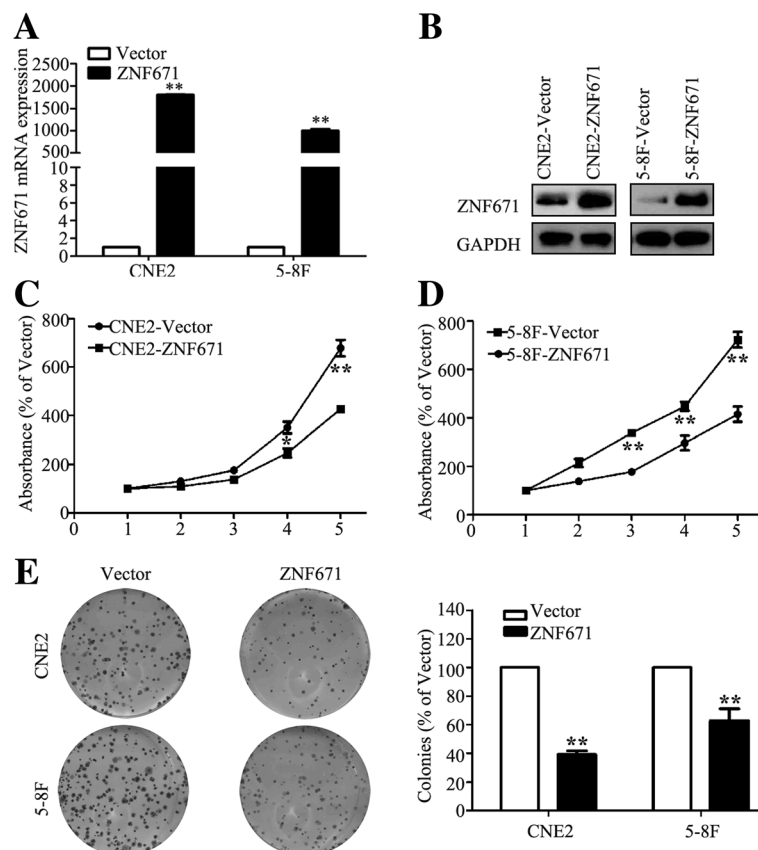 A
Vector
ZNF671
ZNF671 mRNA expression
2500
2000
1500
1000
500
10
8
6
4
2
0
**
**
CNE2
5-8F
B
CNE2-Vector
CNE2-ZNF671
5-8F-Vector
5-8F-ZNF671
ZNF671
GAPDH
C
CNE2-Vector
CNE2-ZNF671
Absorbance (% of Vector)
800
600
400
200
0
**
*
0 1 2 3 4 5
D
5-8F-Vector
5-8F-ZNF671
Absorbance (% of Vector)
800
600
400
200
0
**
**
**
0 1 2 3 4 5
E
Vector
ZNF671
CNE2
5-8F
Vector
ZNF671
Colonies (% of Vector)
140
120
100
80
60
40
20
0
**
**
CNE2
5-8F